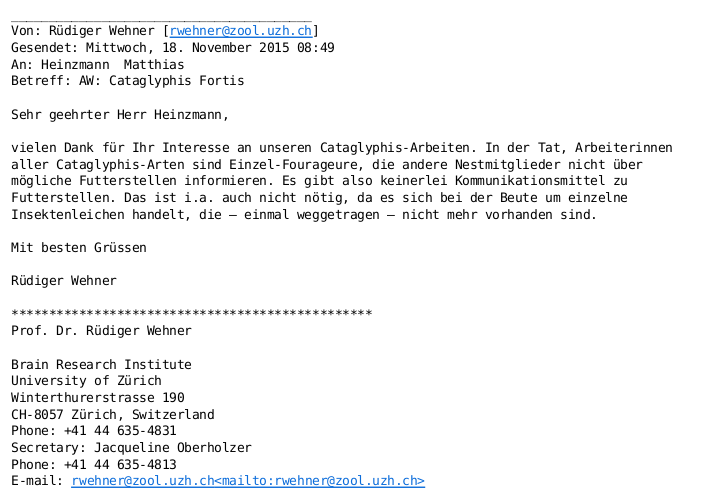 Von: Rüdiger Wehner [rwehner@zool.uzh.ch]
Gesendet: Mittwoch, 18. November 2015 08:49
An: Heinzmann  Matthias
Betreff: AW: Cataglyphis Fortis

Sehr geehrter Herr Heinzmann,

vielen Dank für Ihr Interesse an unseren Cataglyphis-Arbeiten. In der Tat, Arbeiterinnen
aller Cataglyphis-Arten sind Einzel-Fourageure, die andere Nestmitglieder nicht über
mögliche Futterstellen informieren. Es gibt also keinerlei Kommunikationsmittel zu
Futterstellen. Das ist i.a. auch nicht nötig, da es sich bei der Beute um einzelne
Insektenleichen handelt, die – einmal weggetragen – nicht mehr vorhanden sind.

Mit besten Grüssen

Rüdiger Wehner

************************************************
Prof. Dr. Rüdiger Wehner

Brain Research Institute
University of Zürich
Winterthurerstrasse 190
CH-8057 Zürich, Switzerland
Phone: +41 44 635-4831
Secretary: Jacqueline Oberholzer
Phone: +41 44 635-4813
E-mail: rwehner@zool.uzh.ch<mailto:rwehner@zool.uzh.ch>